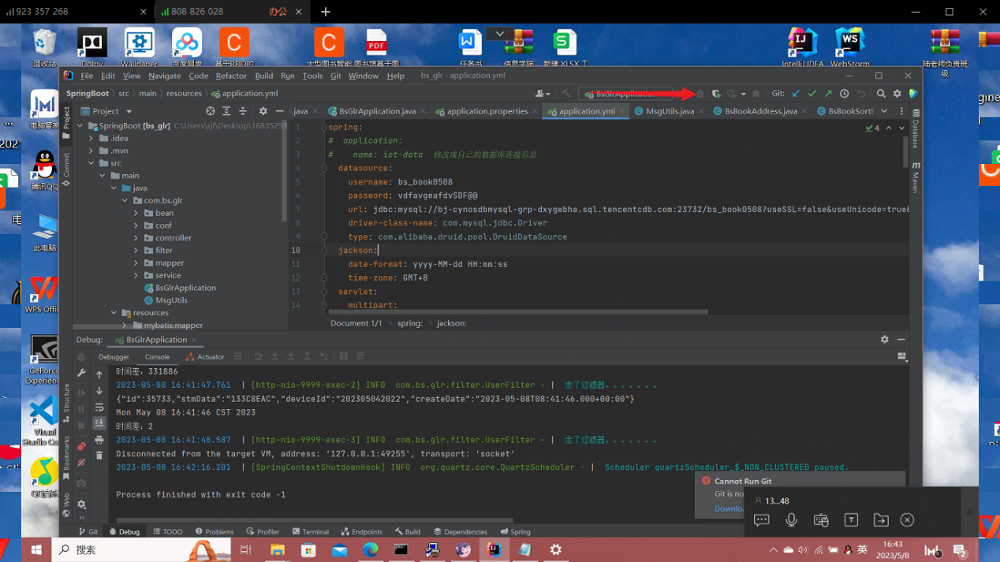 923 357 268
808 826 028
办公
回收站
Dolby
Wallpaper
百度网盘
基于RFID的
大型图书智能
图书馆基于图
任务书
信息学院
新建 XLSX 工
IntelliJ IDEA
WebStorm
陆老师负责班级
File Edit View Navigate Code Refactor Build Run Tools Git Window Help
bs_glr - application.yml
SpringBoot › src › main › resources › application.yml
BsGlrApplication
Git:
Project
.java
BsGlrApplication.java
application.properties
application.yml
MsgUtils.java
BsBookAddress.java
BsBookSortE
SpringBoot [bs_glr] C:\Users\zjf\Desktop\16835259
.idea
.mvn
src
main
java
com.bs.glr
bean
conf
controller
filter
mapper
service
BsGlrApplication
MsgUtils
resources
mybatis.mapper
1 spring:
2 # application:
3 # name: iot-data 修改成自己的数据库连接信息
4 datasource:
5 username: bs_book0508
6 password: vdfavgeafdvSDF@@
7 url: jdbc:mysql://bj-cynosdbmysql-grp-dxygwbha.sql.tencentcdb.com:23732/bs_book0508?useSSL=false&useUnicode=true&
8 driver-class-name: com.mysql.jdbc.Driver
9 type: com.alibaba.druid.pool.DruidDataSource
10 jackson:
11 date-format: yyyy-MM-dd HH:mm:ss
12 time-zone: GMT+8
13 servlet:
14 multipart:
4
Document 1/1 › spring: › jackson:
Project
Commit
Structure
Bookmarks
Web
Database
Maven
电脑管家
腾讯QQ
此电脑
WPS Offic
GeForce
Experience
Visual
Studio Co
QQ音乐
2021
Debug: BsGlrApplication
Debugger Console Actuator
时间差：331886
2023-05-08 16:41:47.761 | [http-nio-9999-exec-2] INFO com.bs.glr.filter.UserFilter - | 走了过滤器。。。。。。。
{"id":35733,"stmData":"133C8EAC","deviceId":"202305042022","createDate":"2023-05-08T08:41:46.000+00:00"}
Mon May 08 16:41:46 CST 2023
时间差：2
2023-05-08 16:41:48.587 | [http-nio-9999-exec-3] INFO com.bs.glr.filter.UserFilter - | 走了过滤器。。。。。。。
Disconnected from the target VM, address: '127.0.0.1:49255', transport: 'socket'
2023-05-08 16:42:16.201 | [SpringContextShutdownHook] INFO org.quartz.core.QuartzScheduler - | Scheduler quartzScheduler_$_NON_CLUSTERED paused.
Process finished with exit code -1
Cannot Run Git
Git is no
Downloa
13...48
Git Debug TODO Problems Profiler Terminal Endpoints Build Dependencies Spring
搜索
英
16:43
2023/5/8
2